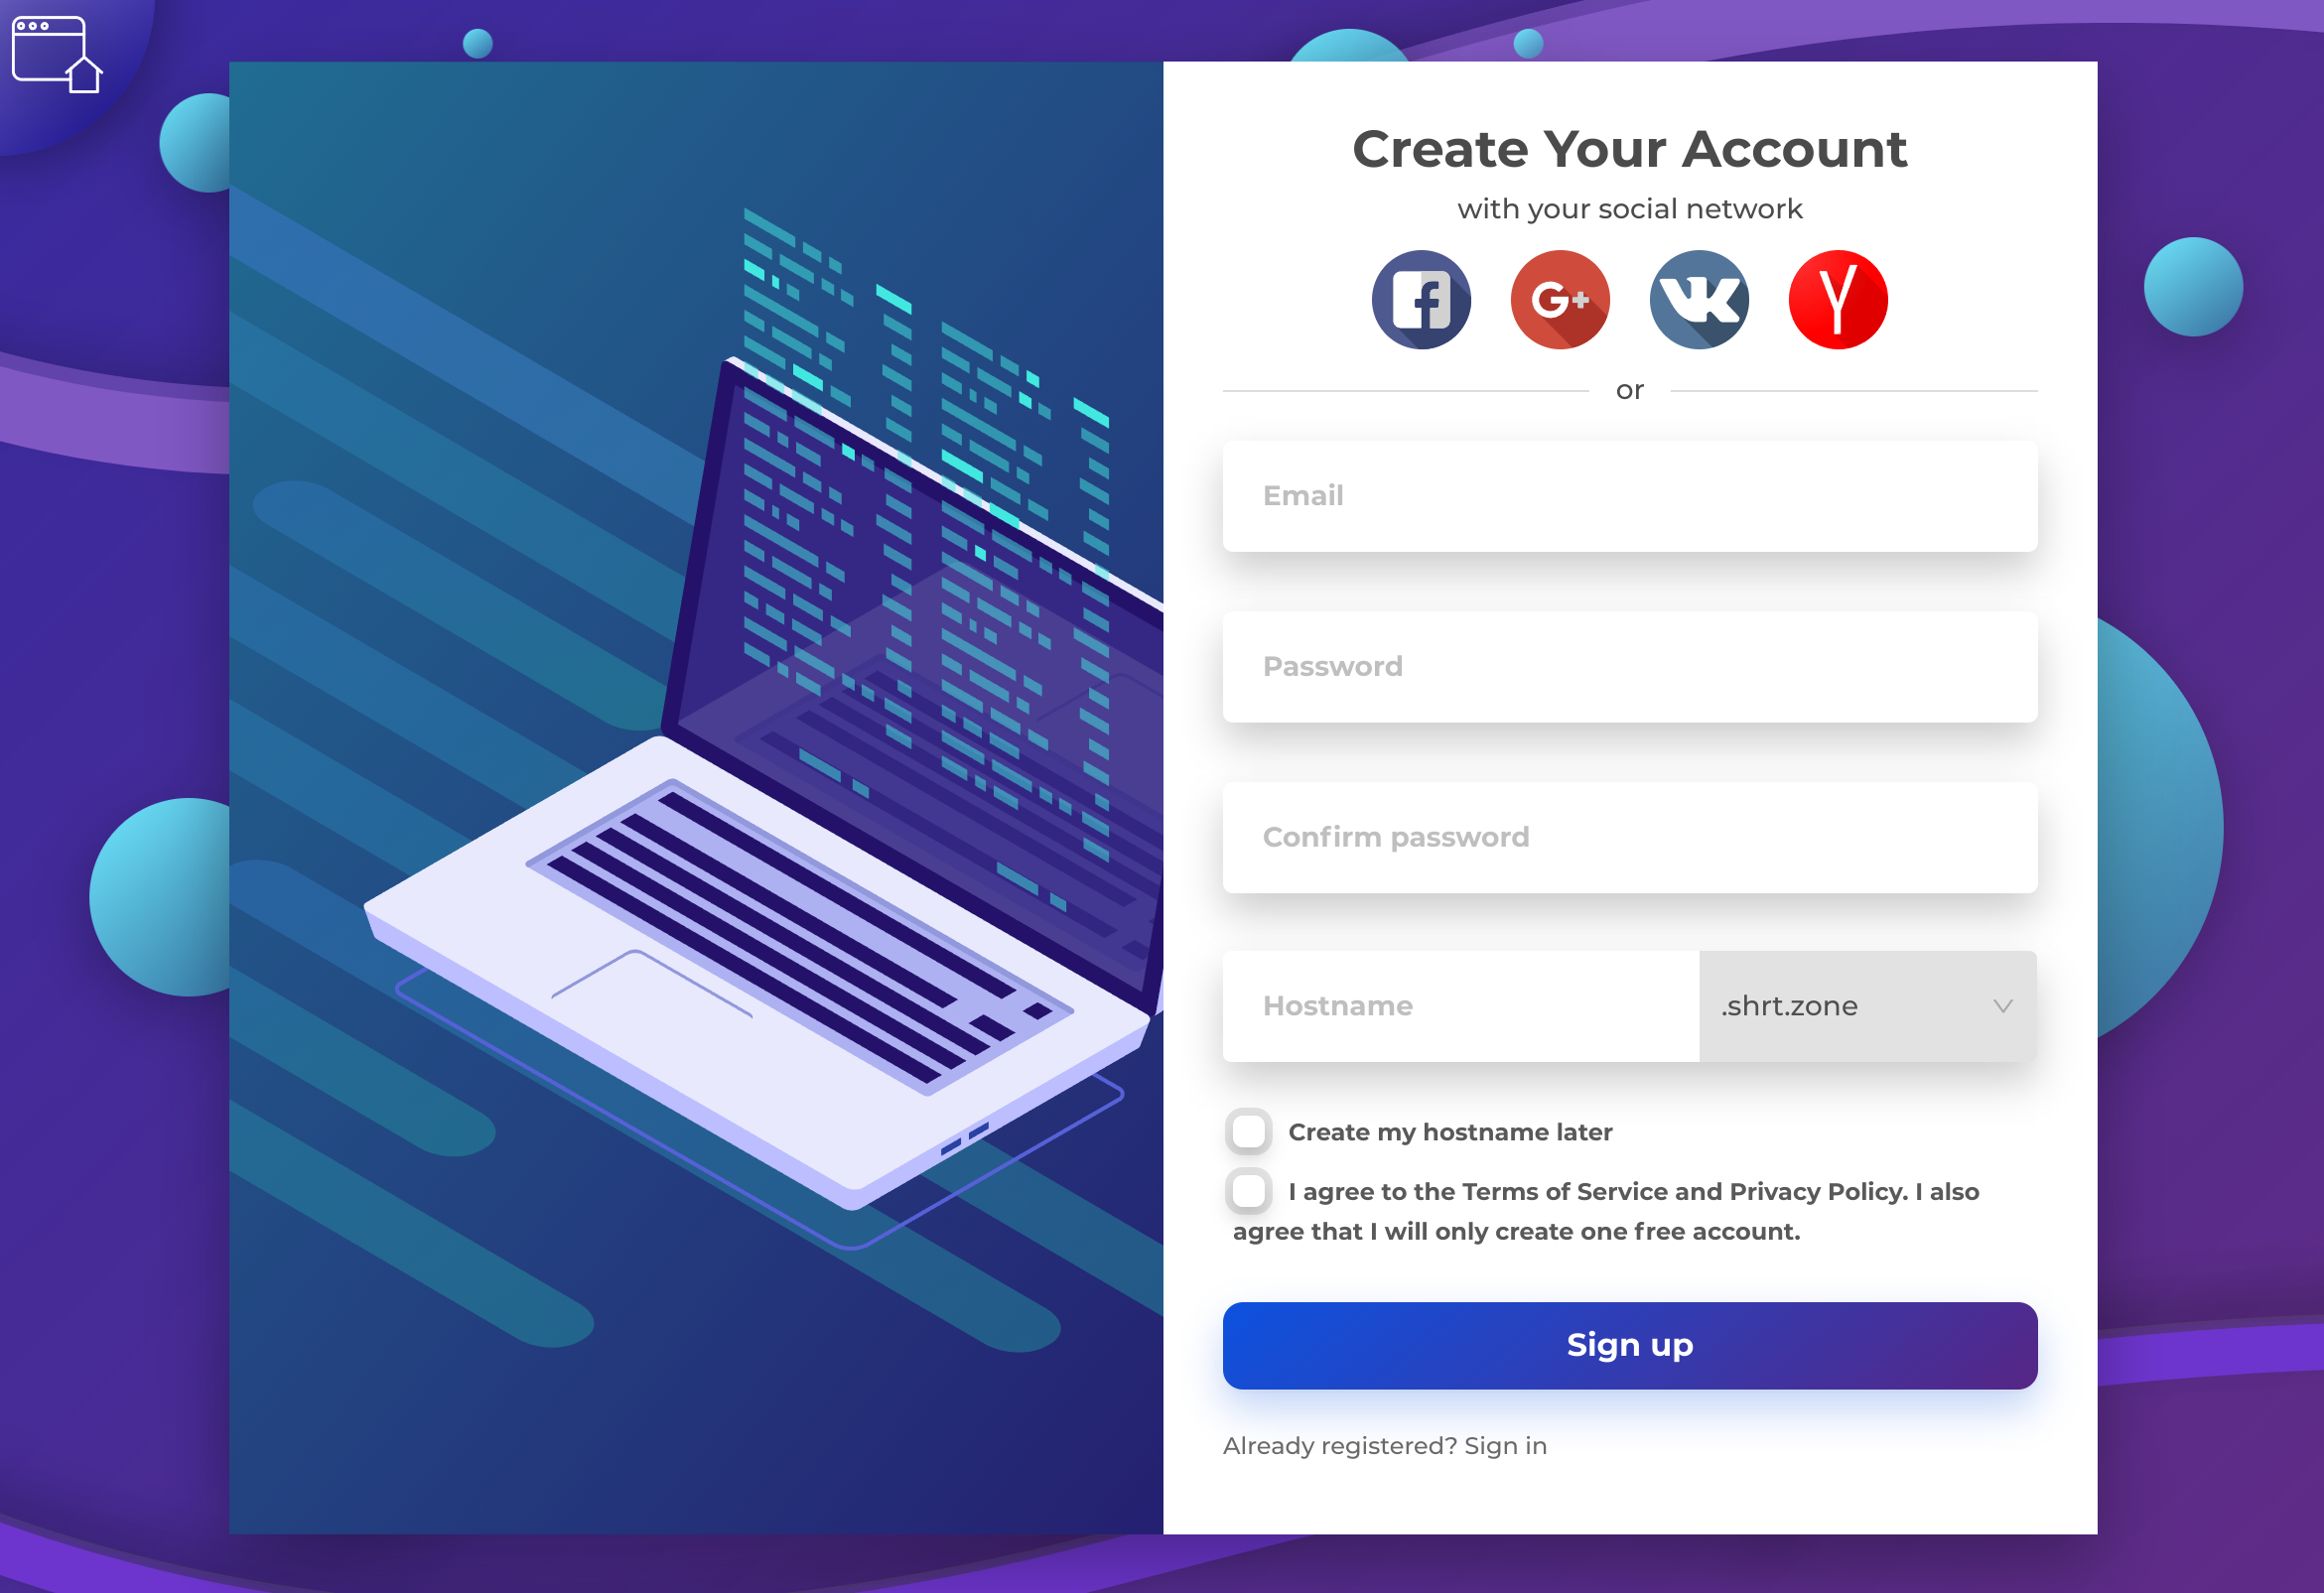 Create Your Account
with your social network
f G+ VK Y
or
Email
Password
Confirm password
Hostname .shrt.zone
Create my hostname later
I agree to the Terms of Service and Privacy Policy. I also
agree that I will only create one free account.
Sign up
Already registered? Sign in